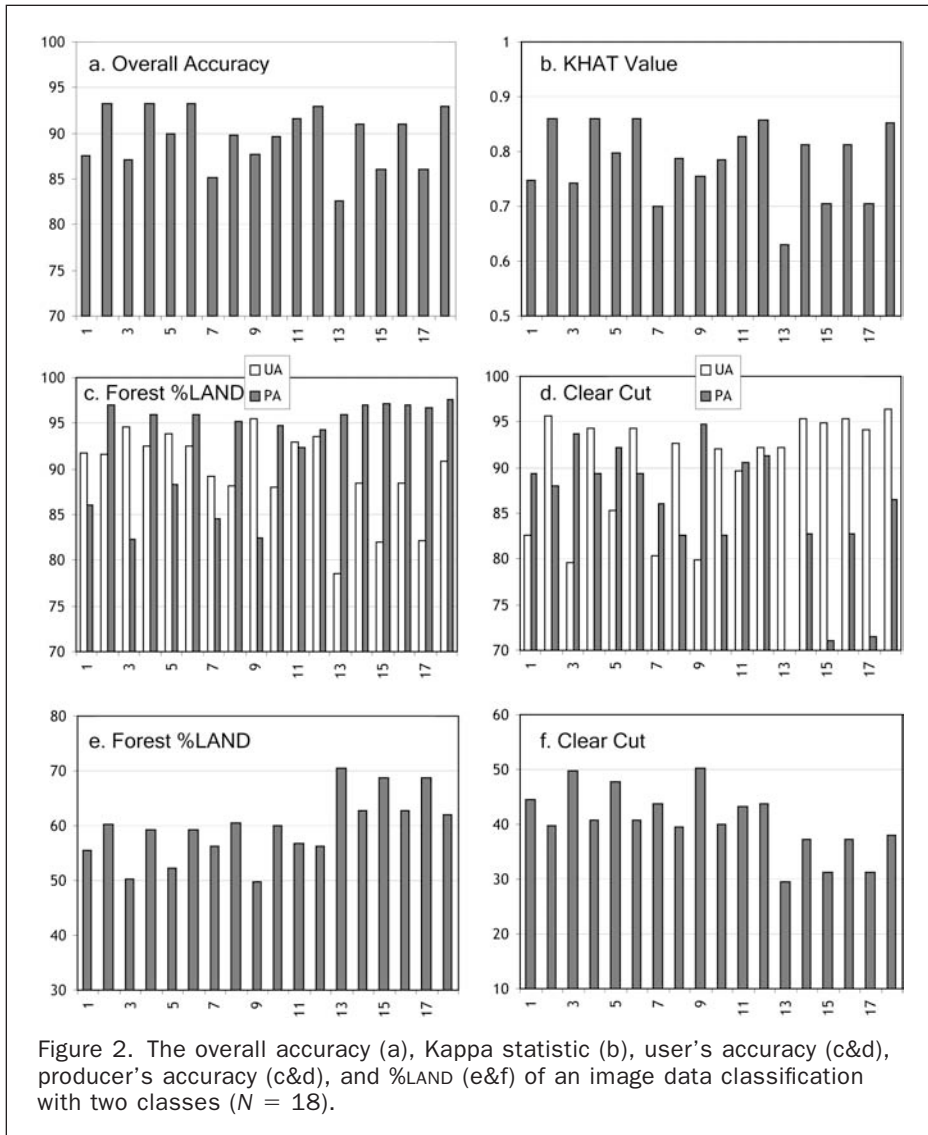 a. Overall Accuracy
100
95
90
85
80
75
70
1 3 5 7 9 11 13 15 17
b. KHAT Value
1
0.9
0.8
0.7
0.6
0.5
1 3 5 7 9 11 13 15 17
c. Forest %LAND
UA
PA
100
95
90
85
80
75
70
1 3 5 7 9 11 13 15 17
d. Clear Cut
UA
PA
100
95
90
85
80
75
70
1 3 5 7 9 11 13 15 17
e. Forest %LAND
80
70
60
50
40
30
1 3 5 7 9 11 13 15 17
f. Clear Cut
60
50
40
30
20
10
1 3 5 7 9 11 13 15 17
Figure 2. The overall accuracy (a), Kappa statistic (b), user's accuracy (c&d),
producer's accuracy (c&d), and %LAND (e&f) of an image data classification
with two classes (N = 18).